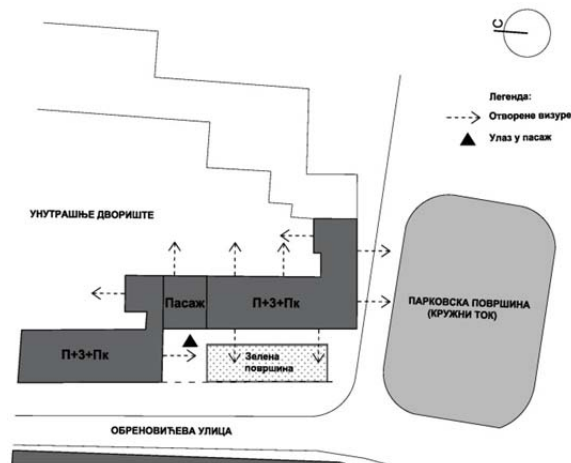 С
Легенда:
Отворене визуре
Улаз у пасаж
УНУТРАШЊЕ ДВОРИШТЕ
Пасаж
П+3+Пк
ПАРКОВСКА ПОВРШИНА
(КРУЖНИ ТОК)
П+3+Пк
Зелена
површина
ОБРЕНОВИЋЕВА УЛИЦА